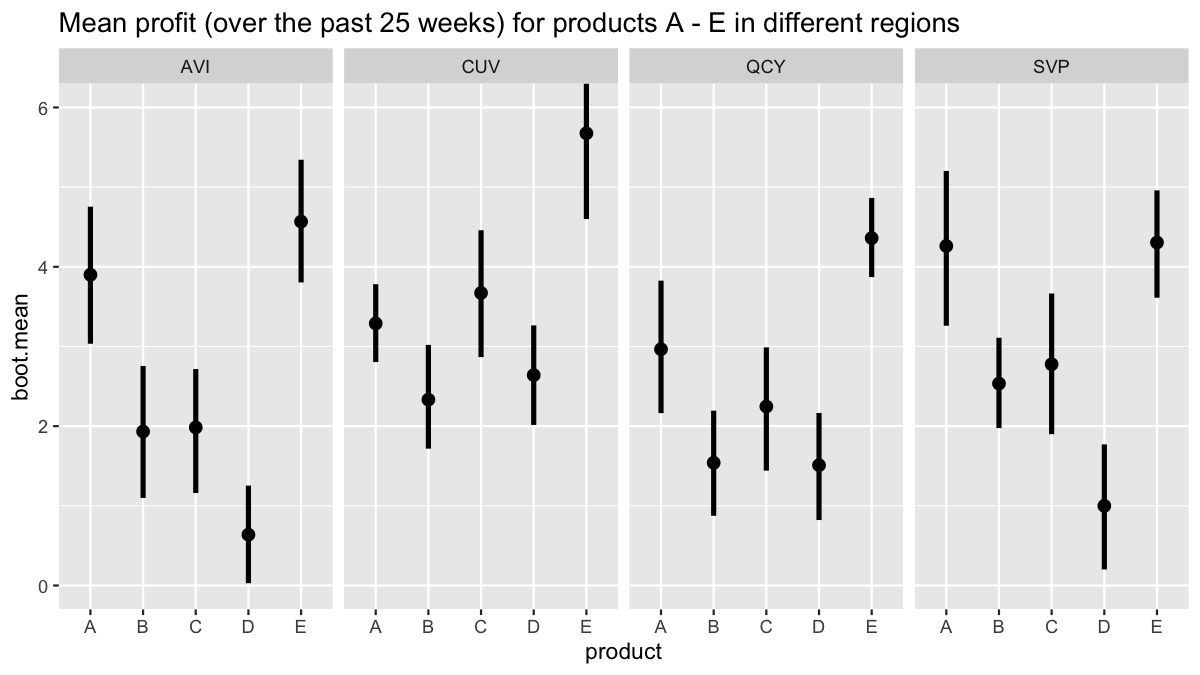 Mean profit (over the past 25 weeks) for products A - E in different regions
AVI CUV QCY SVP
6
4
2
0
boot.mean
A B C D E A B C D E A B C D E A B C D E
product